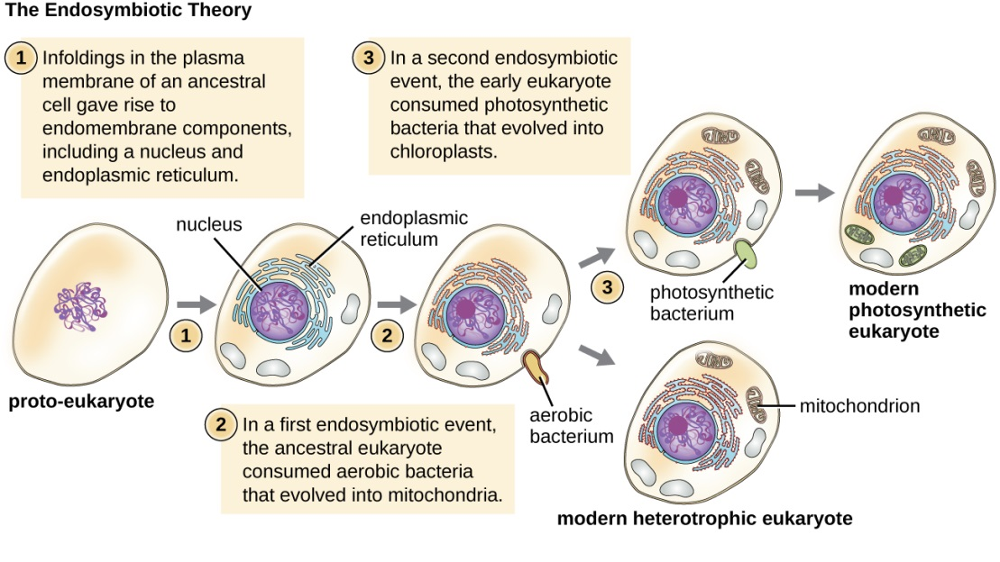 The Endosymbiotic Theory
1
Infoldings in the plasma
membrane of an ancestral
cell gave rise to
endomembrane components,
including a nucleus and
endoplasmic reticulum.
3
In a second endosymbiotic
event, the early eukaryote
consumed photosynthetic
bacteria that evolved into
chloroplasts.
nucleus
endoplasmic
reticulum
1
2
3
photosynthetic
bacterium
modern
photosynthetic
eukaryote
proto-eukaryote
2
In a first endosymbiotic event,
the ancestral eukaryote
consumed aerobic bacteria
that evolved into mitochondria.
aerobic
bacterium
mitochondrion
modern heterotrophic eukaryote